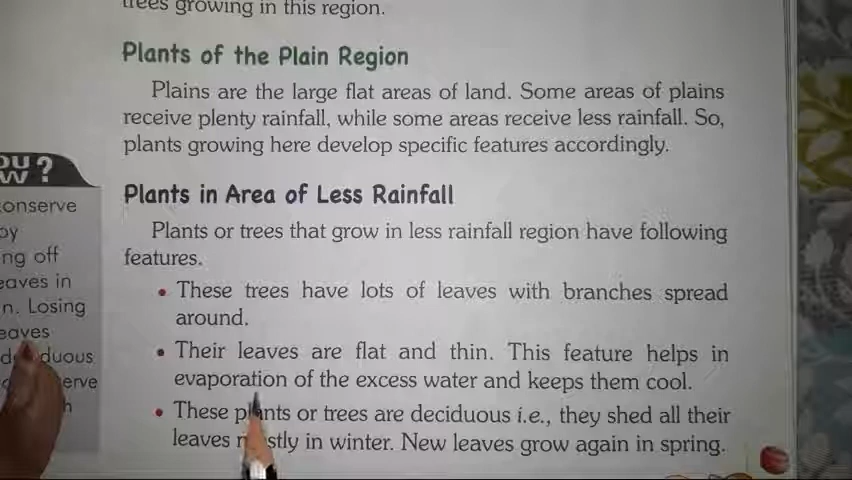 trees growing in this region.
Plants of the Plain Region
Plains are the large flat areas of land. Some areas of plains
receive plenty rainfall, while some areas receive less rainfall. So,
plants growing here develop specific features accordingly.
Plants in Area of Less Rainfall
Plants or trees that grow in less rainfall region have following
features.
• These trees have lots of leaves with branches spread
around.
• Their leaves are flat and thin. This feature helps in
evaporation of the excess water and keeps them cool.
• These plants or trees are deciduous i.e., they shed all their
leaves mostly in winter. New leaves grow again in spring.
OU
W ?
onserve
by
ng off
eaves in
n. Losing
eaves
duous
erve